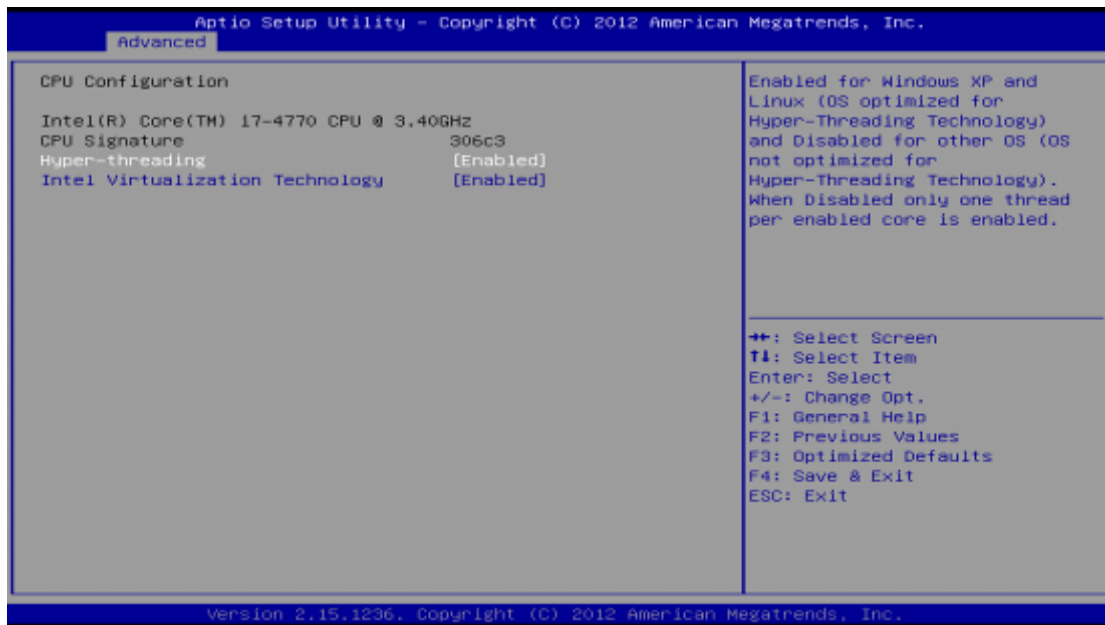 Aptio Setup Utility – Copyright (C) 2012 American Megatrends, Inc.
Advanced
CPU Configuration
Intel(R) Core(TM) i7-4770 CPU @ 3.40GHz
CPU Signature 306c3
Hyper-threading [Enabled]
Intel Virtualization Technology [Enabled]
Enabled for Windows XP and
Linux (OS optimized for
Hyper-Threading Technology)
and Disabled for other OS (OS
not optimized for
Hyper-Threading Technology).
When Disabled only one thread
per enabled core is enabled.
→←: Select Screen
↑↓: Select Item
Enter: Select
+/-: Change Opt.
F1: General Help
F2: Previous Values
F3: Optimized Defaults
F4: Save & Exit
ESC: Exit
Version 2.15.1236. Copyright (C) 2012 American Megatrends, Inc.